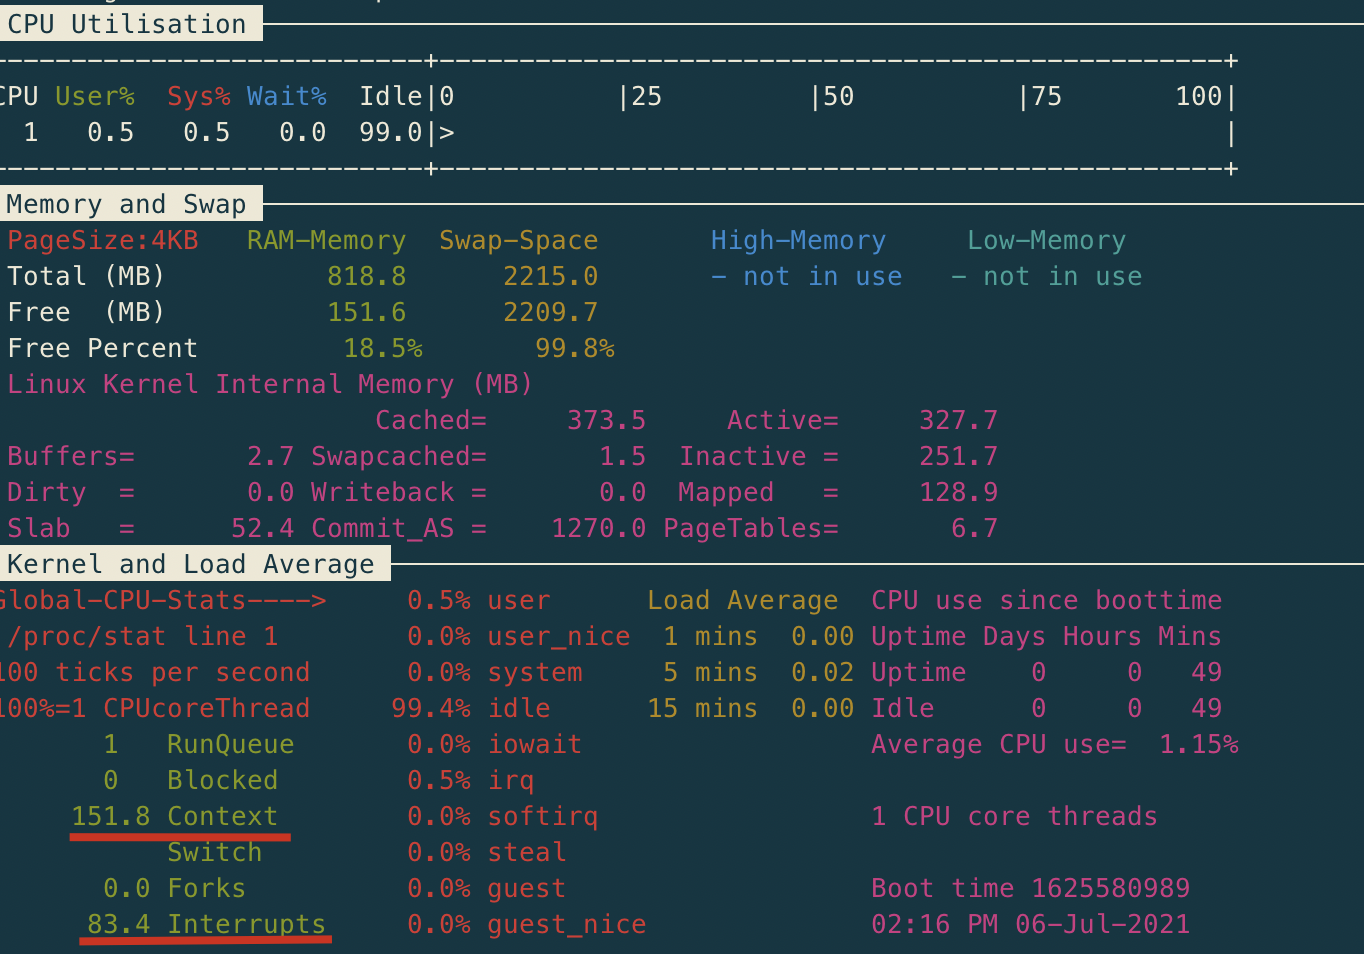 CPU Utilisation
---------------------------+--------------------------------------------------+
CPU User%  Sys% Wait%  Idle|0          |25         |50          |75       100|
  1   0.5   0.5   0.0  99.0|>                                                |
---------------------------+--------------------------------------------------+
Memory and Swap
PageSize:4KB   RAM-Memory  Swap-Space       High-Memory     Low-Memory
Total (MB)          818.8      2215.0       - not in use   - not in use
Free  (MB)          151.6      2209.7
Free Percent         18.5%       99.8%
Linux Kernel Internal Memory (MB)
                       Cached=     373.5     Active=     327.7
Buffers=       2.7 Swapcached=       1.5  Inactive =     251.7
Dirty  =       0.0 Writeback =       0.0  Mapped   =     128.9
Slab   =      52.4 Commit_AS =    1270.0 PageTables=       6.7
Kernel and Load Average
Global-CPU-Stats---->     0.5% user      Load Average  CPU use since boottime
/proc/stat line 1        0.0% user_nice  1 mins  0.00 Uptime Days Hours Mins
100 ticks per second      0.0% system     5 mins  0.02 Uptime    0     0   49
100%=1 CPUcoreThread     99.4% idle      15 mins  0.00 Idle      0     0   49
      1   RunQueue       0.0% iowait                  Average CPU use=  1.15%
      0   Blocked        0.5% irq
    151.8 Context        0.0% softirq                 1 CPU core threads
          Switch         0.0% steal
      0.0 Forks          0.0% guest                   Boot time 1625580989
     83.4 Interrupts     0.0% guest_nice              02:16 PM 06-Jul-2021